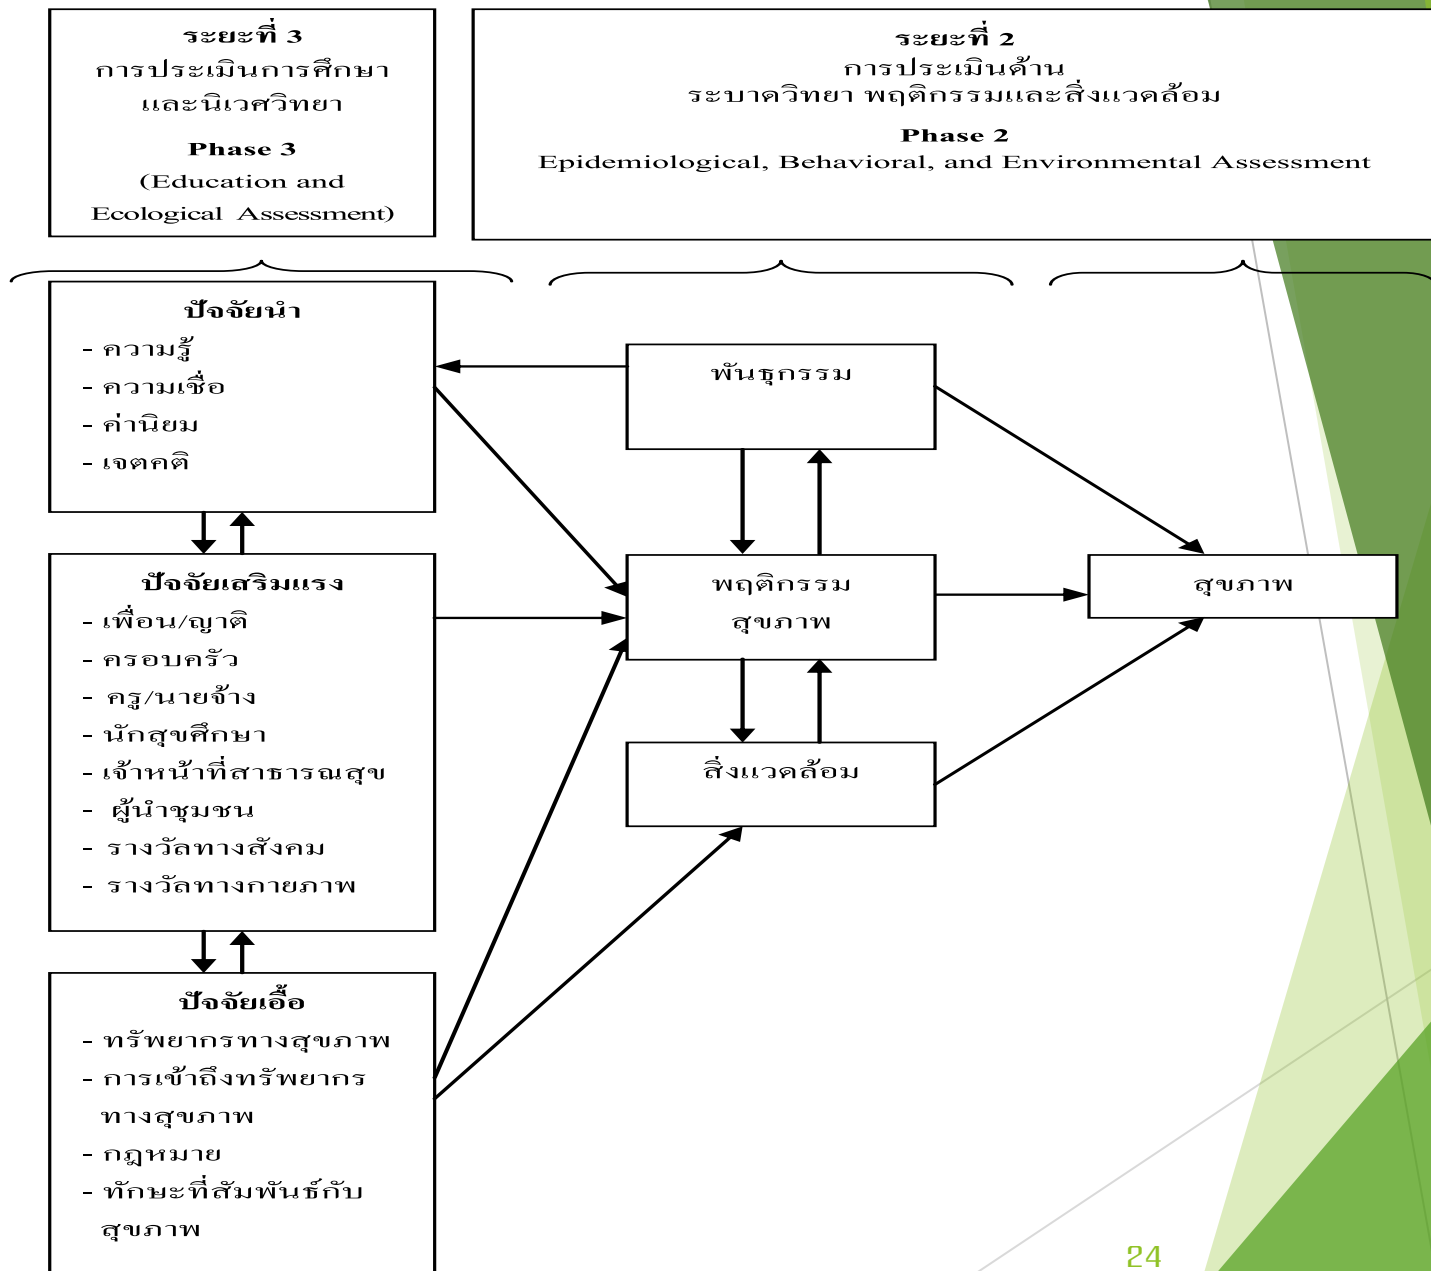 ระยะที่ 3
การประเมินการศึกษา
และนิเวศวิทยา
Phase 3
(Education and
Ecological Assessment)
ระยะที่ 2
การประเมินด้าน
ระบาดวิทยา พฤติกรรมและสิ่งแวดล้อม
Phase 2
Epidemiological, Behavioral, and Environmental Assessment
ปัจจัยนำ
- ความรู้
- ความเชื่อ
- ค่านิยม
- เจตคติ
ปัจจัยเสริมแรง
- เพื่อน/ญาติ
- ครอบครัว
- ครู/นายจ้าง
- นักสุขศึกษา
- เจ้าหน้าที่สาธารณสุข
- ผู้นำชุมชน
- รางวัลทางสังคม
- รางวัลทางกายภาพ
ปัจจัยเอื้อ
- ทรัพยากรทางสุขภาพ
- การเข้าถึงทรัพยากร
ทางสุขภาพ
- กฎหมาย
- ทักษะที่สัมพันธ์กับ
สุขภาพ
พันธุกรรม
พฤติกรรม
สุขภาพ
สิ่งแวดล้อม
สุขภาพ
24